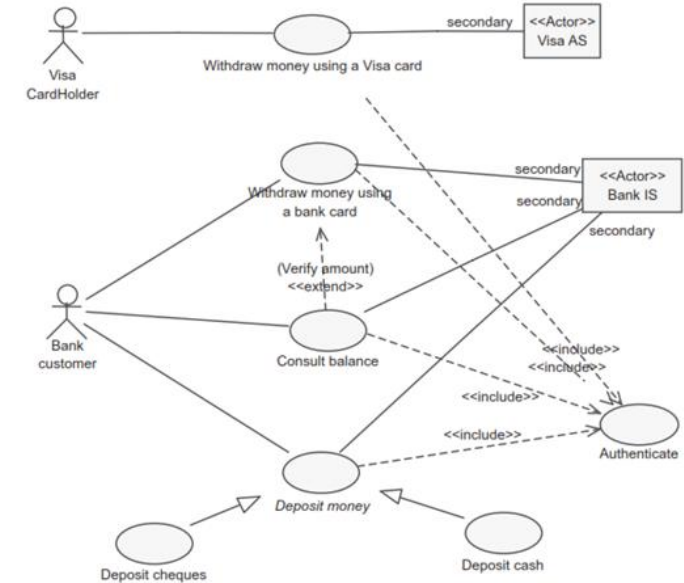 secondary
<<Actor>>
Visa AS
Withdraw money using a Visa card
Visa
CardHolder
secondary
<<Actor>>
Bank IS
Withdraw money using
a bank card
secondary
secondary
(Verify amount)
<<extend>>
Bank
customer
Consult balance
<<include>>
<<include>>
<<include>>
<<include>>
Authenticate
Deposit money
Deposit cheques
Deposit cash